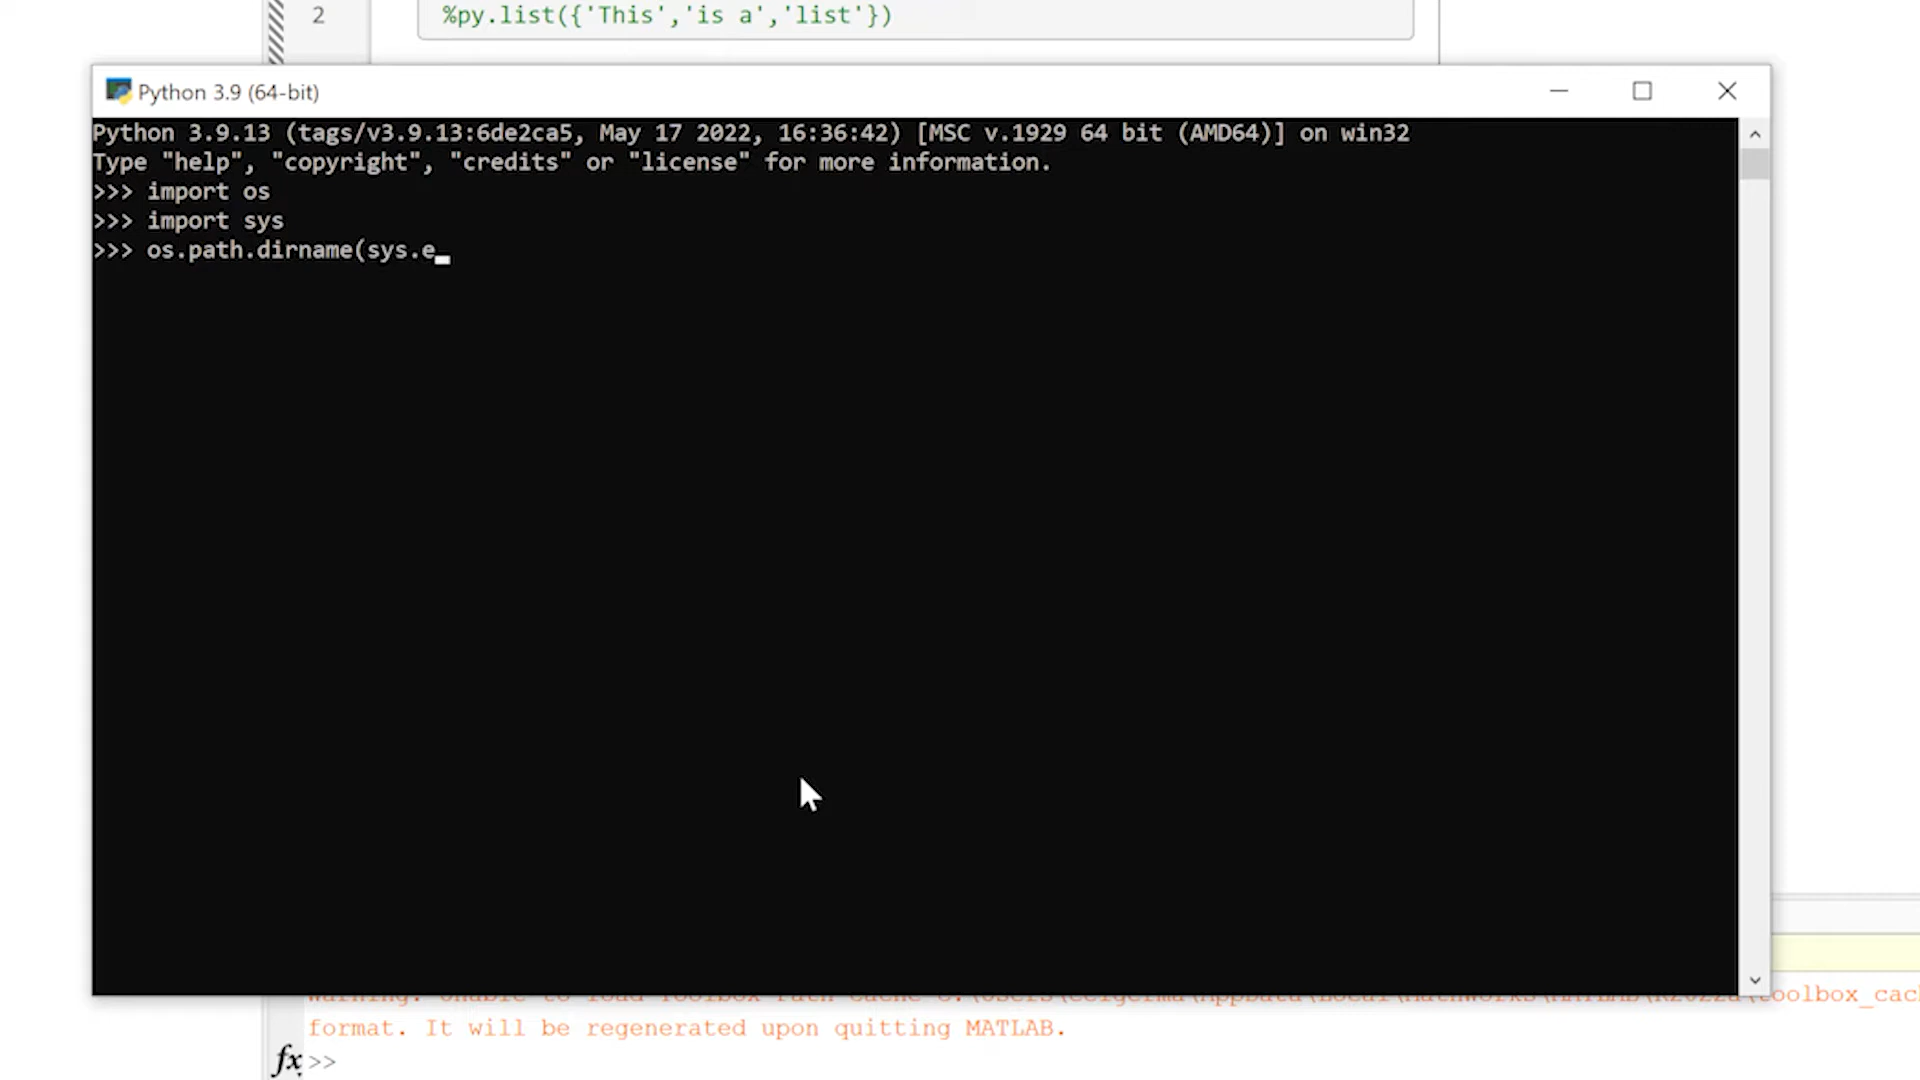 2
%py.list({'This','is a','list'})
Python 3.9 (64-bit)
Python 3.9.13 (tags/v3.9.13:6de2ca5, May 17 2022, 16:36:42) [MSC v.1929 64 bit (AMD64)] on win32
Type "help", "copyright", "credits" or "license" for more information.
>>> import os
>>> import sys
>>> os.path.dirname(sys.e
toolbox_cac
format. It will be regenerated upon quitting MATLAB.
fx >>